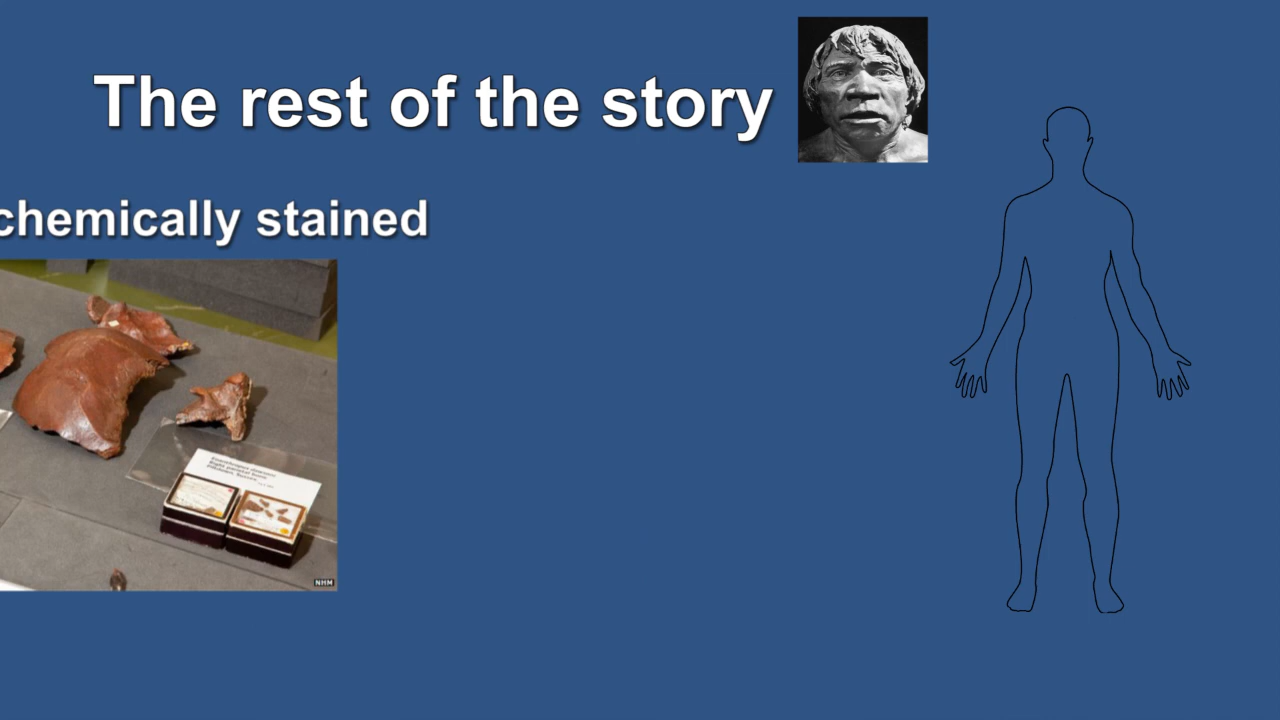 The rest of the story
chemically stained
NHM